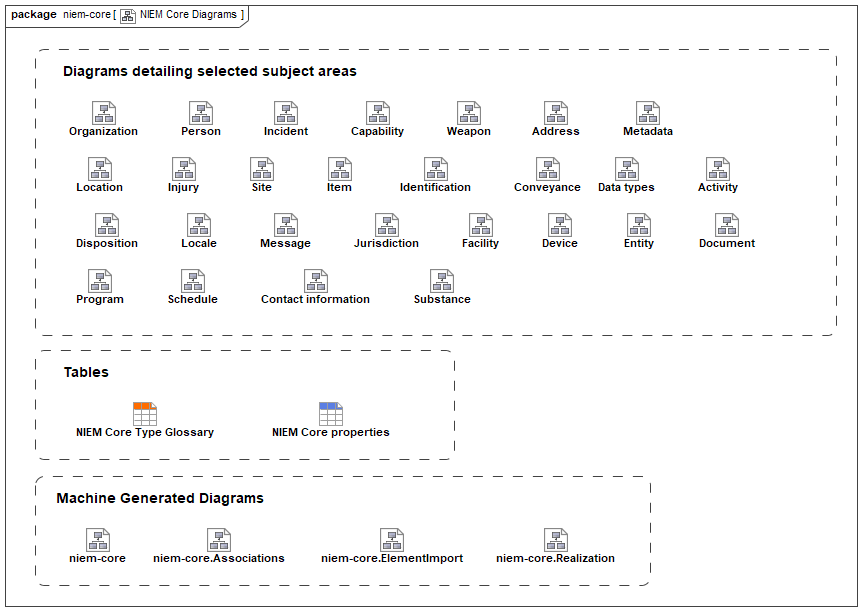 package niem-core [ NIEM Core Diagrams ]
Diagrams detailing selected subject areas
Organization Person Incident Capability Weapon Address Metadata
Location Injury Site Item Identification Conveyance Data types Activity
Disposition Locale Message Jurisdiction Facility Device Entity Document
Program Schedule Contact information Substance
Tables
NIEM Core Type Glossary NIEM Core properties
Machine Generated Diagrams
niem-core niem-core.Associations niem-core.ElementImport niem-core.Realization